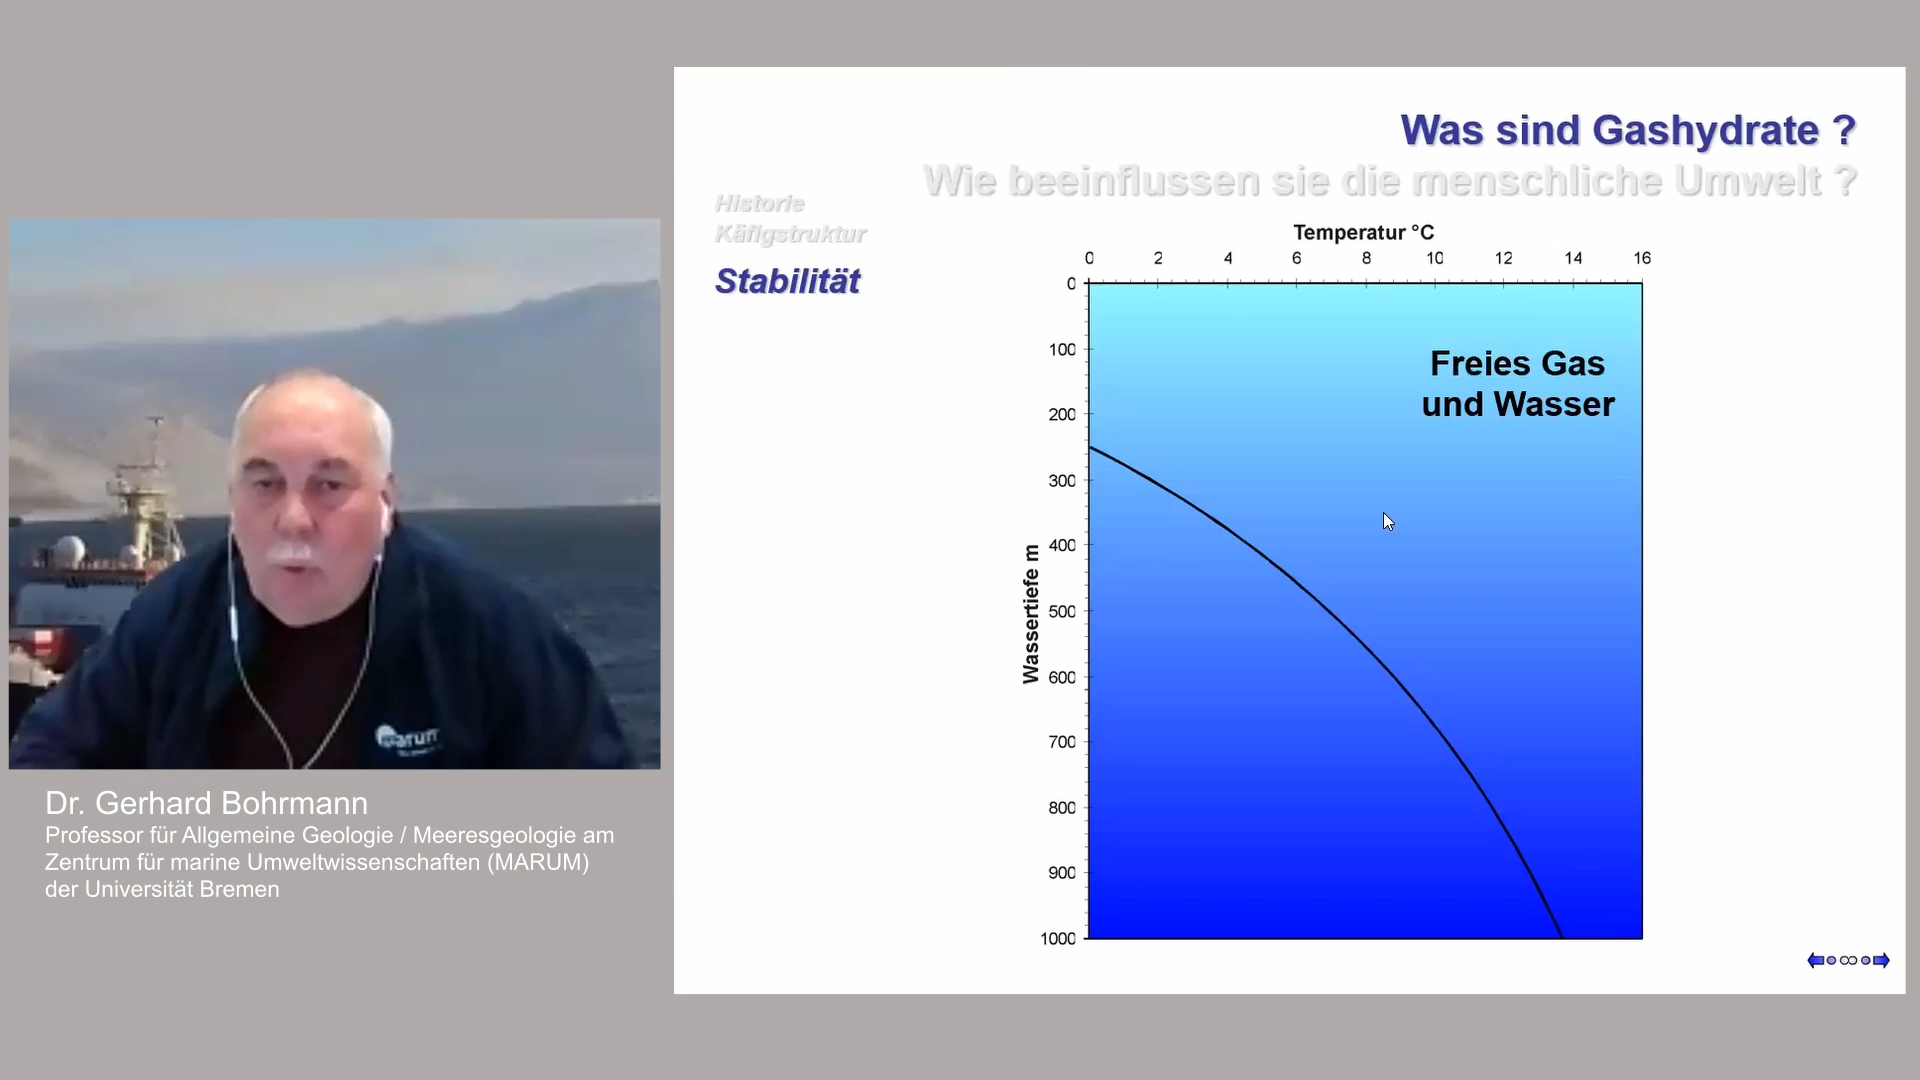 Was sind Gashydrate ?
Wie beeinflussen sie die menschliche Umwelt ?
Historie
Käfigstruktur
Stabilität
Temperatur °C
0 2 4 6 8 10 12 14 16
0
100
200
300
400
500
600
700
800
900
1000
Wassertiefe m
Freies Gas
und Wasser
marum
Dr. Gerhard Bohrmann
Professor für Allgemeine Geologie / Meeresgeologie am
Zentrum für marine Umweltwissenschaften (MARUM)
der Universität Bremen